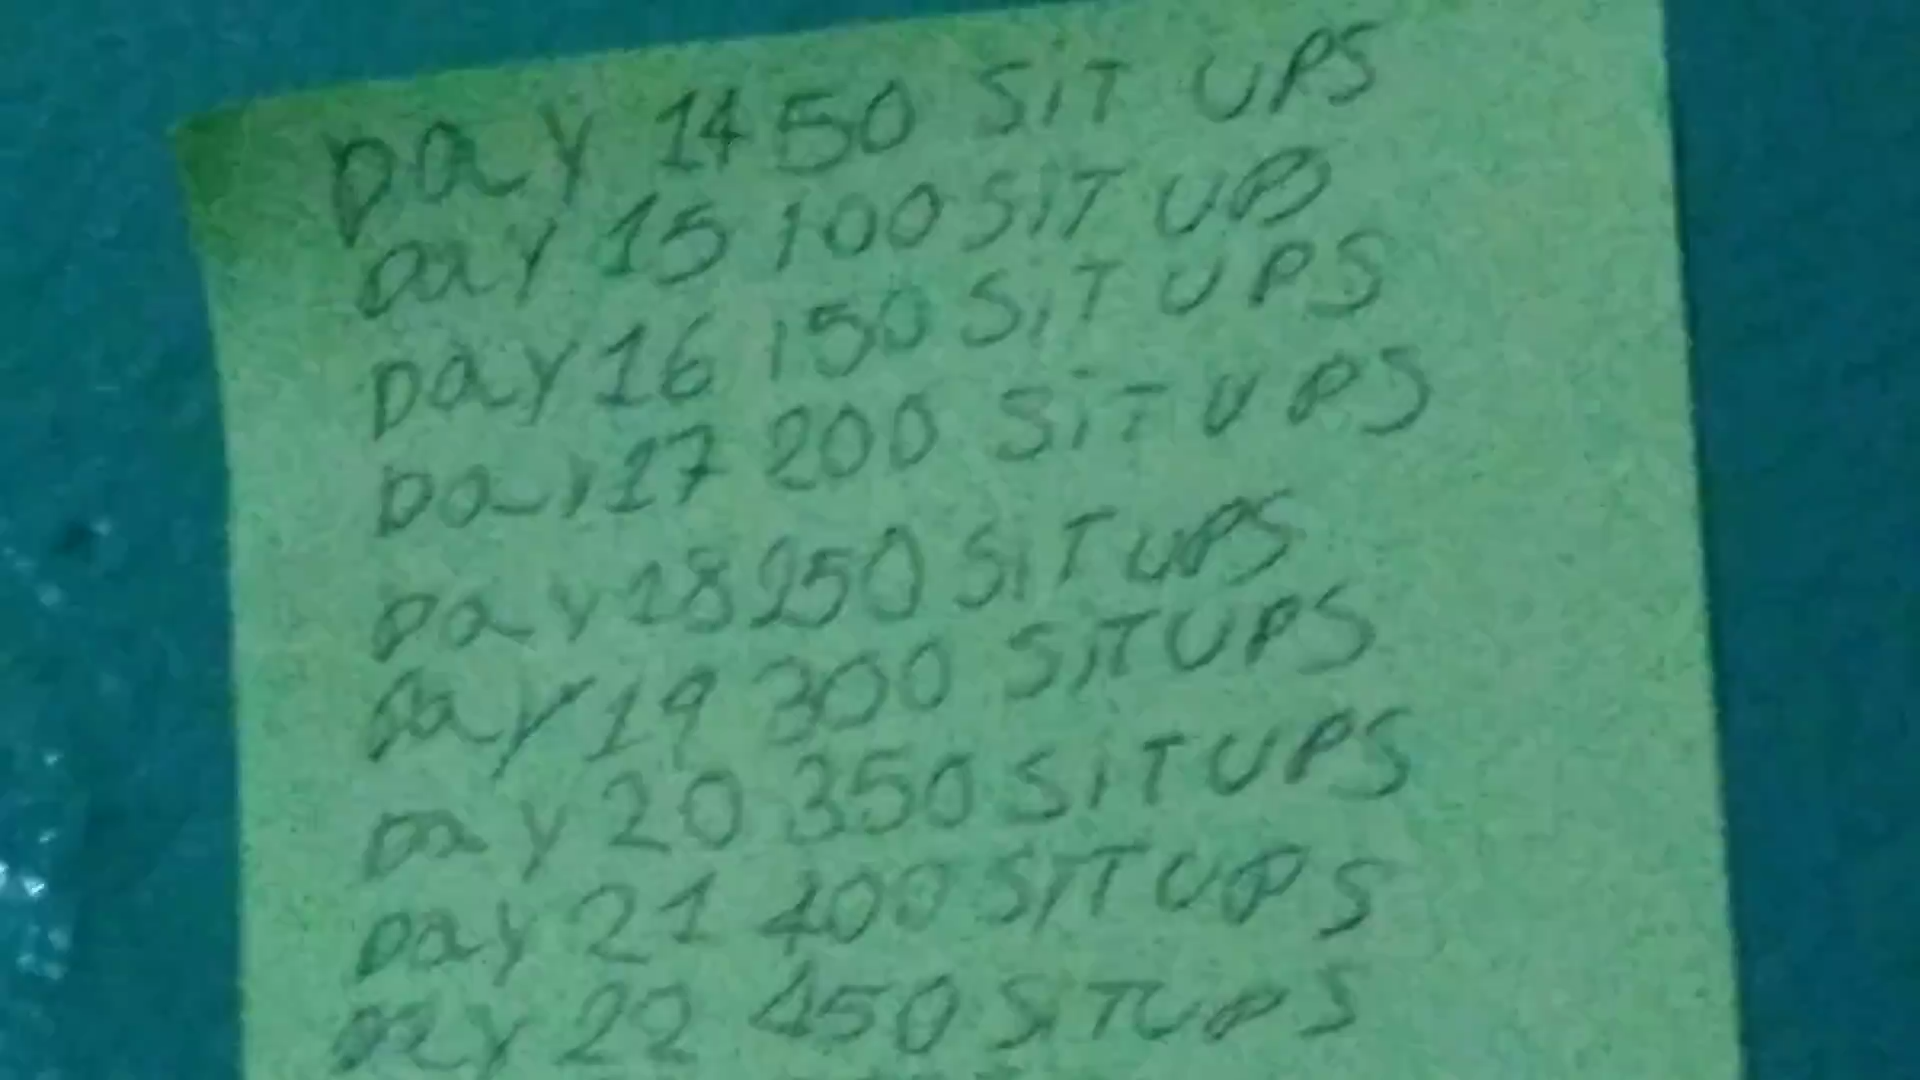 Day 14 50 SiT UPS
Day 15 100 SiT UPS
Day 16 150 SiT UPS
Day 17 200 SiT UPS
Day 18 250 SiT UPS
Day 19 300 SiT UPS
Day 20 350 SiT UPS
Day 21 400 SiT UPS
Day 22 450 SiT UPS